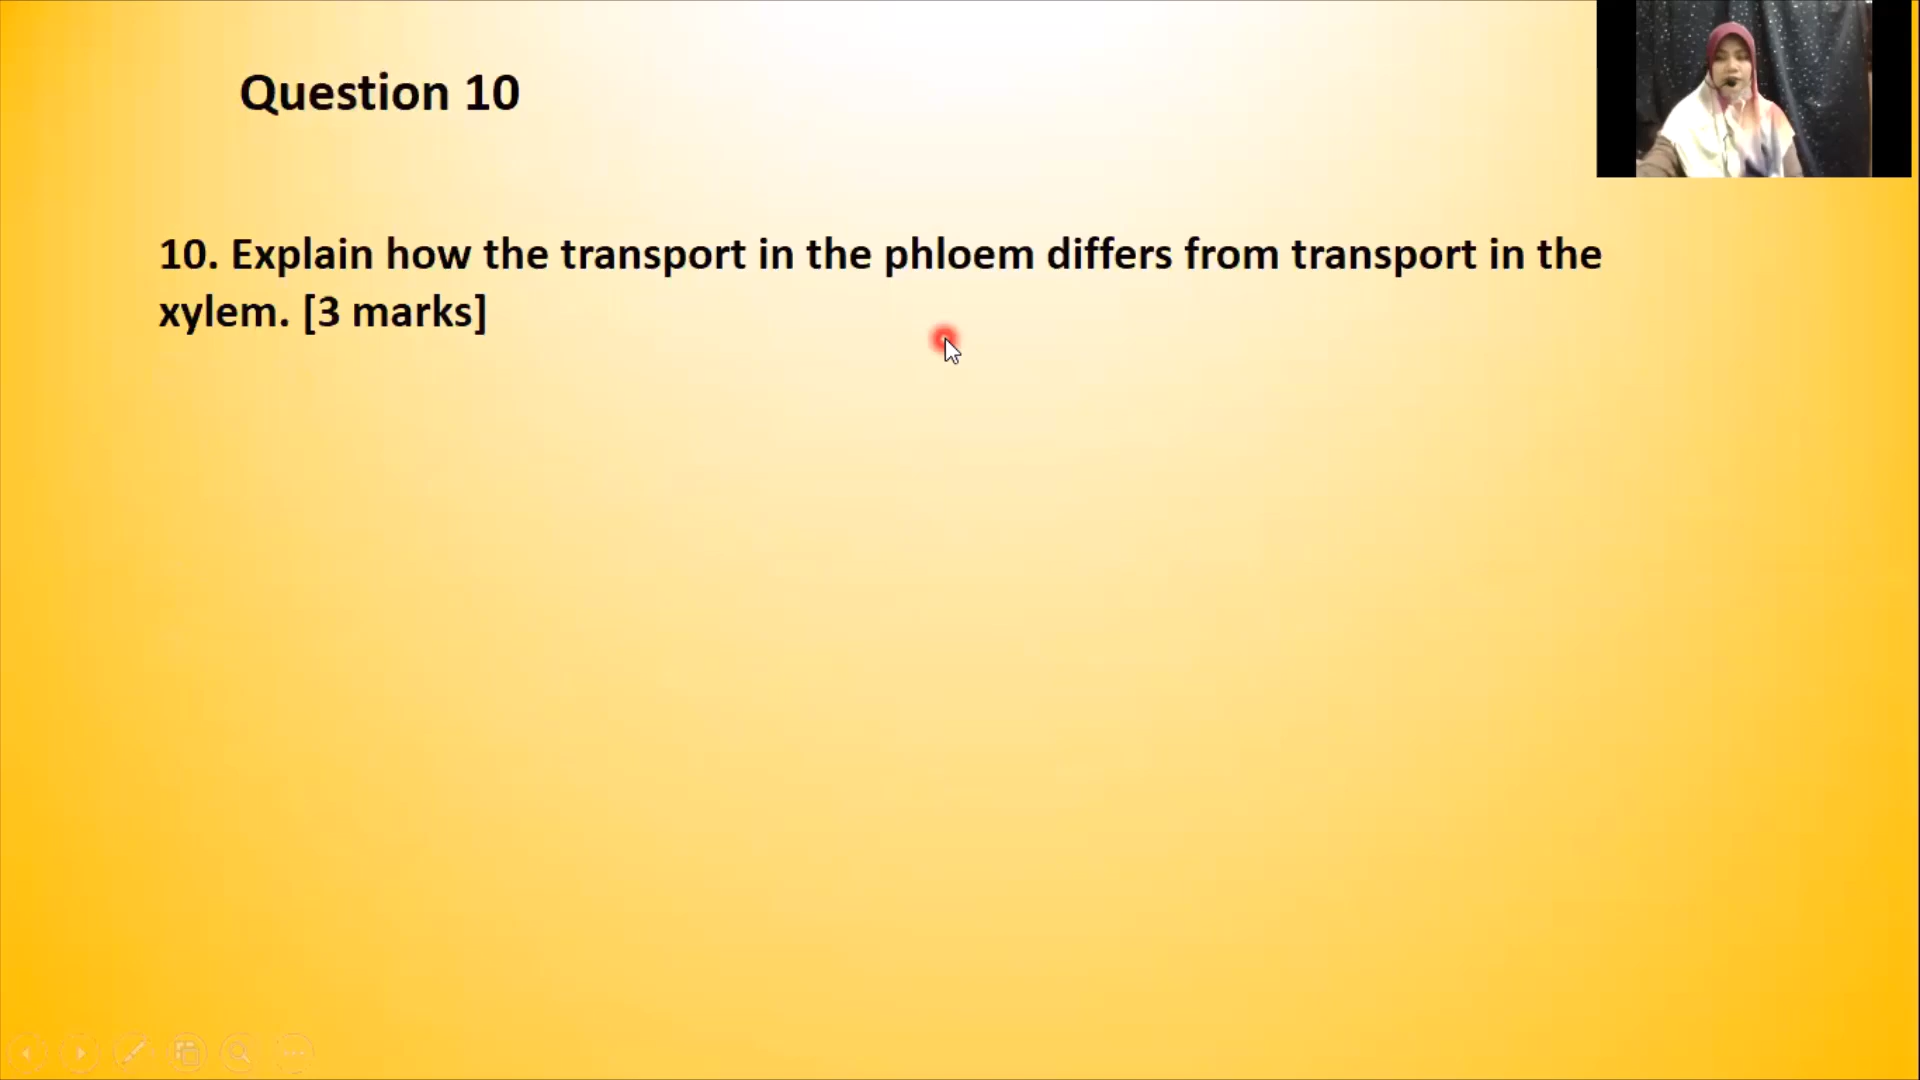 Question 10
10. Explain how the transport in the phloem differs from transport in the
xylem. [3 marks]